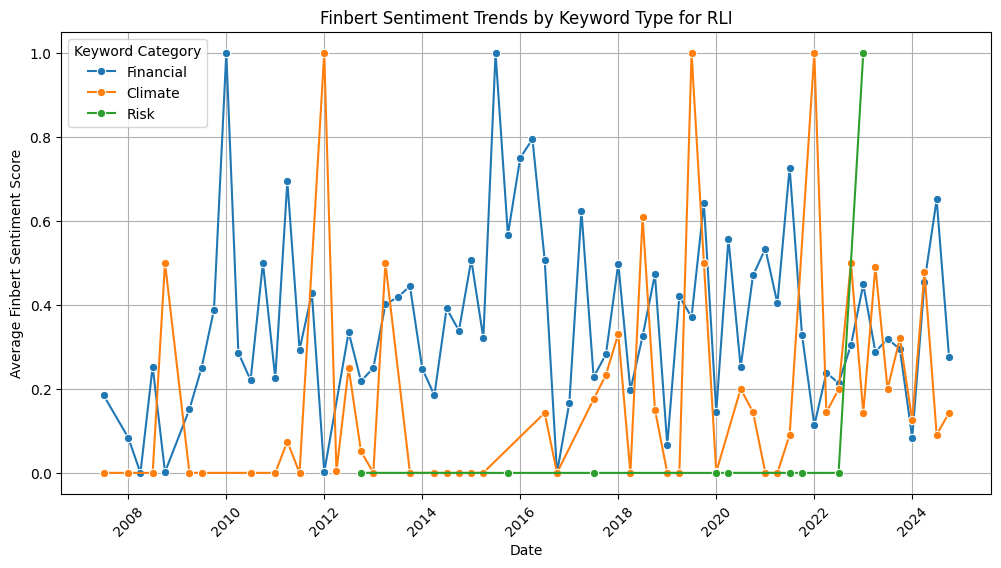 Finbert Sentiment Trends by Keyword Type for RLI
Keyword Category
Financial
Climate
Risk
Average Finbert Sentiment Score
1.0
0.8
0.6
0.4
0.2
0.0
2008
2010
2012
2014
2016
2018
2020
2022
2024
Date